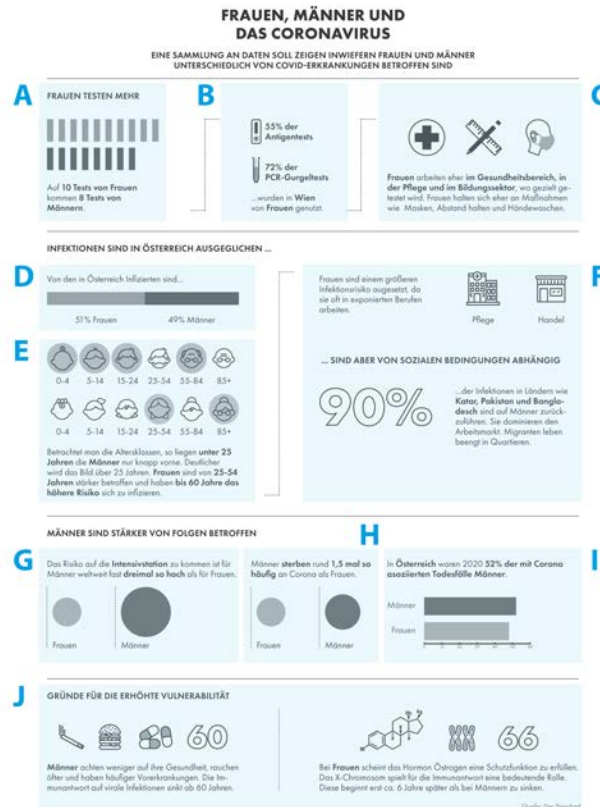 FRAUEN, MÄNNER UND
DAS CORONAVIRUS
EINE SAMMLUNG AN DATEN SOLL ZEIGEN INWIEFERN FRAUEN UND MÄNNER
UNTERSCHIEDLICH VON COVID-ERKRANKUNGEN BETROFFEN SIND
A
FRAUEN TESTEN MEHR
Auf 10 Tests von Frauen
kommen 8 Tests von
Männern.
B
55% der
Antigentests
72% der
PCR-Gurgeltests
...wurden in Wien
von Frauen genutzt.
C
Frauen arbeiten eher im Gesundheitsbereich, in
der Pflege und im Bildungssektor, wo gezielt ge-
testet wird. Frauen halten sich eher an Maßnahmen
wie Masken, Abstand halten und Händewaschen.
INFEKTIONEN SIND IN ÖSTERREICH AUSGEGLICHEN ...
D
Von den in Österreich Infizierten sind...
51% Frauen 49% Männer
E
0-4 5-14 15-24 25-54 55-84 85+
0-4 5-14 15-24 25-54 55-84 85+
Betrachtet man die Altersklassen, so liegen unter 25
Jahren die Männer nur knapp vorne. Deutlicher
wird das Bild über 25 Jahren. Frauen sind von 25-54
Jahren stärker betroffen und haben bis 60 Jahre das
höhere Risiko sich zu infizieren.
F
Frauen sind einem größeren
Infektionsrisiko augesetzt, da
sie oft in exponierten Berufen
arbeiten.
Pflege Handel
... SIND ABER VON SOZIALEN BEDINGUNGEN ABHÄNGIG
90%
...der Infektionen in Ländern wie
Katar, Pakistan und Bangla-
desch sind auf Männer zurück-
zuführen. Sie dominieren den
Arbeitsmarkt. Migranten leben
beengt in Quartieren.
MÄNNER SIND STÄRKER VON FOLGEN BETROFFEN
G
Das Risiko auf die Intensivstation zu kommen ist für
Männer weltweit fast dreimal so hoch als für Frauen.
Frauen Männer
H
Männer sterben rund 1,5 mal so
häufig an Corona als Frauen.
Frauen Männer
I
In Österreich waren 2020 52% der mit Corona
assoziierten Todesfälle Männer.
Männer
Frauen
J
GRÜNDE FÜR DIE ERHÖHTE VULNERABILITÄT
60
Männer achten weniger auf ihre Gesundheit, rauchen
öfter und haben häufiger Vorerkrankungen. Die Im-
munantwort auf virale Infektionen sinkt ab 60 Jahren.
66
Bei Frauen scheint das Hormon Östrogen eine Schutzfunktion zu erfüllen.
Das X-Chromosom spielt für die Immunantwort eine bedeutende Rolle.
Diese beginnt erst ca. 6 Jahre später als bei Männern zu sinken.
Quelle: Der Standard